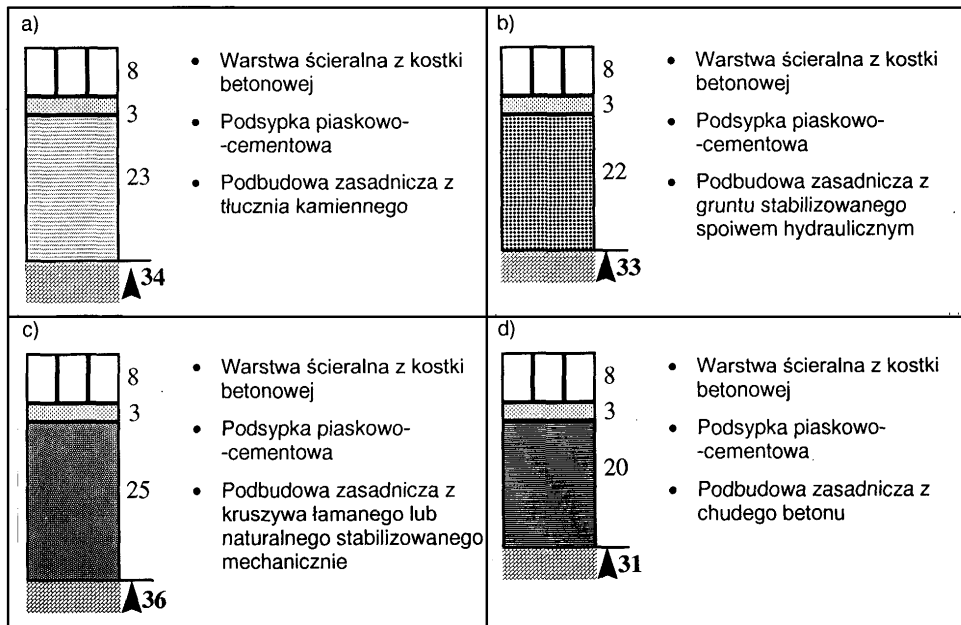 a)
8
3
23
34
• Warstwa ścieralna z kostki
betonowej
• Podsypka piaskowo-
-cementowa
• Podbudowa zasadnicza z
tłucznia kamiennego
b)
8
3
22
33
• Warstwa ścieralna z kostki
betonowej
• Podsypka piaskowo-
-cementowa
• Podbudowa zasadnicza z
gruntu stabilizowanego
spoiwem hydraulicznym
c)
8
3
25
36
• Warstwa ścieralna z kostki
betonowej
• Podsypka piaskowo-
-cementowa
• Podbudowa zasadnicza z
kruszywa łamanego lub
naturalnego stabilizowanego
mechanicznie
d)
8
3
20
31
• Warstwa ścieralna z kostki
betonowej
• Podsypka piaskowo-
-cementowa
• Podbudowa zasadnicza z
chudego betonu